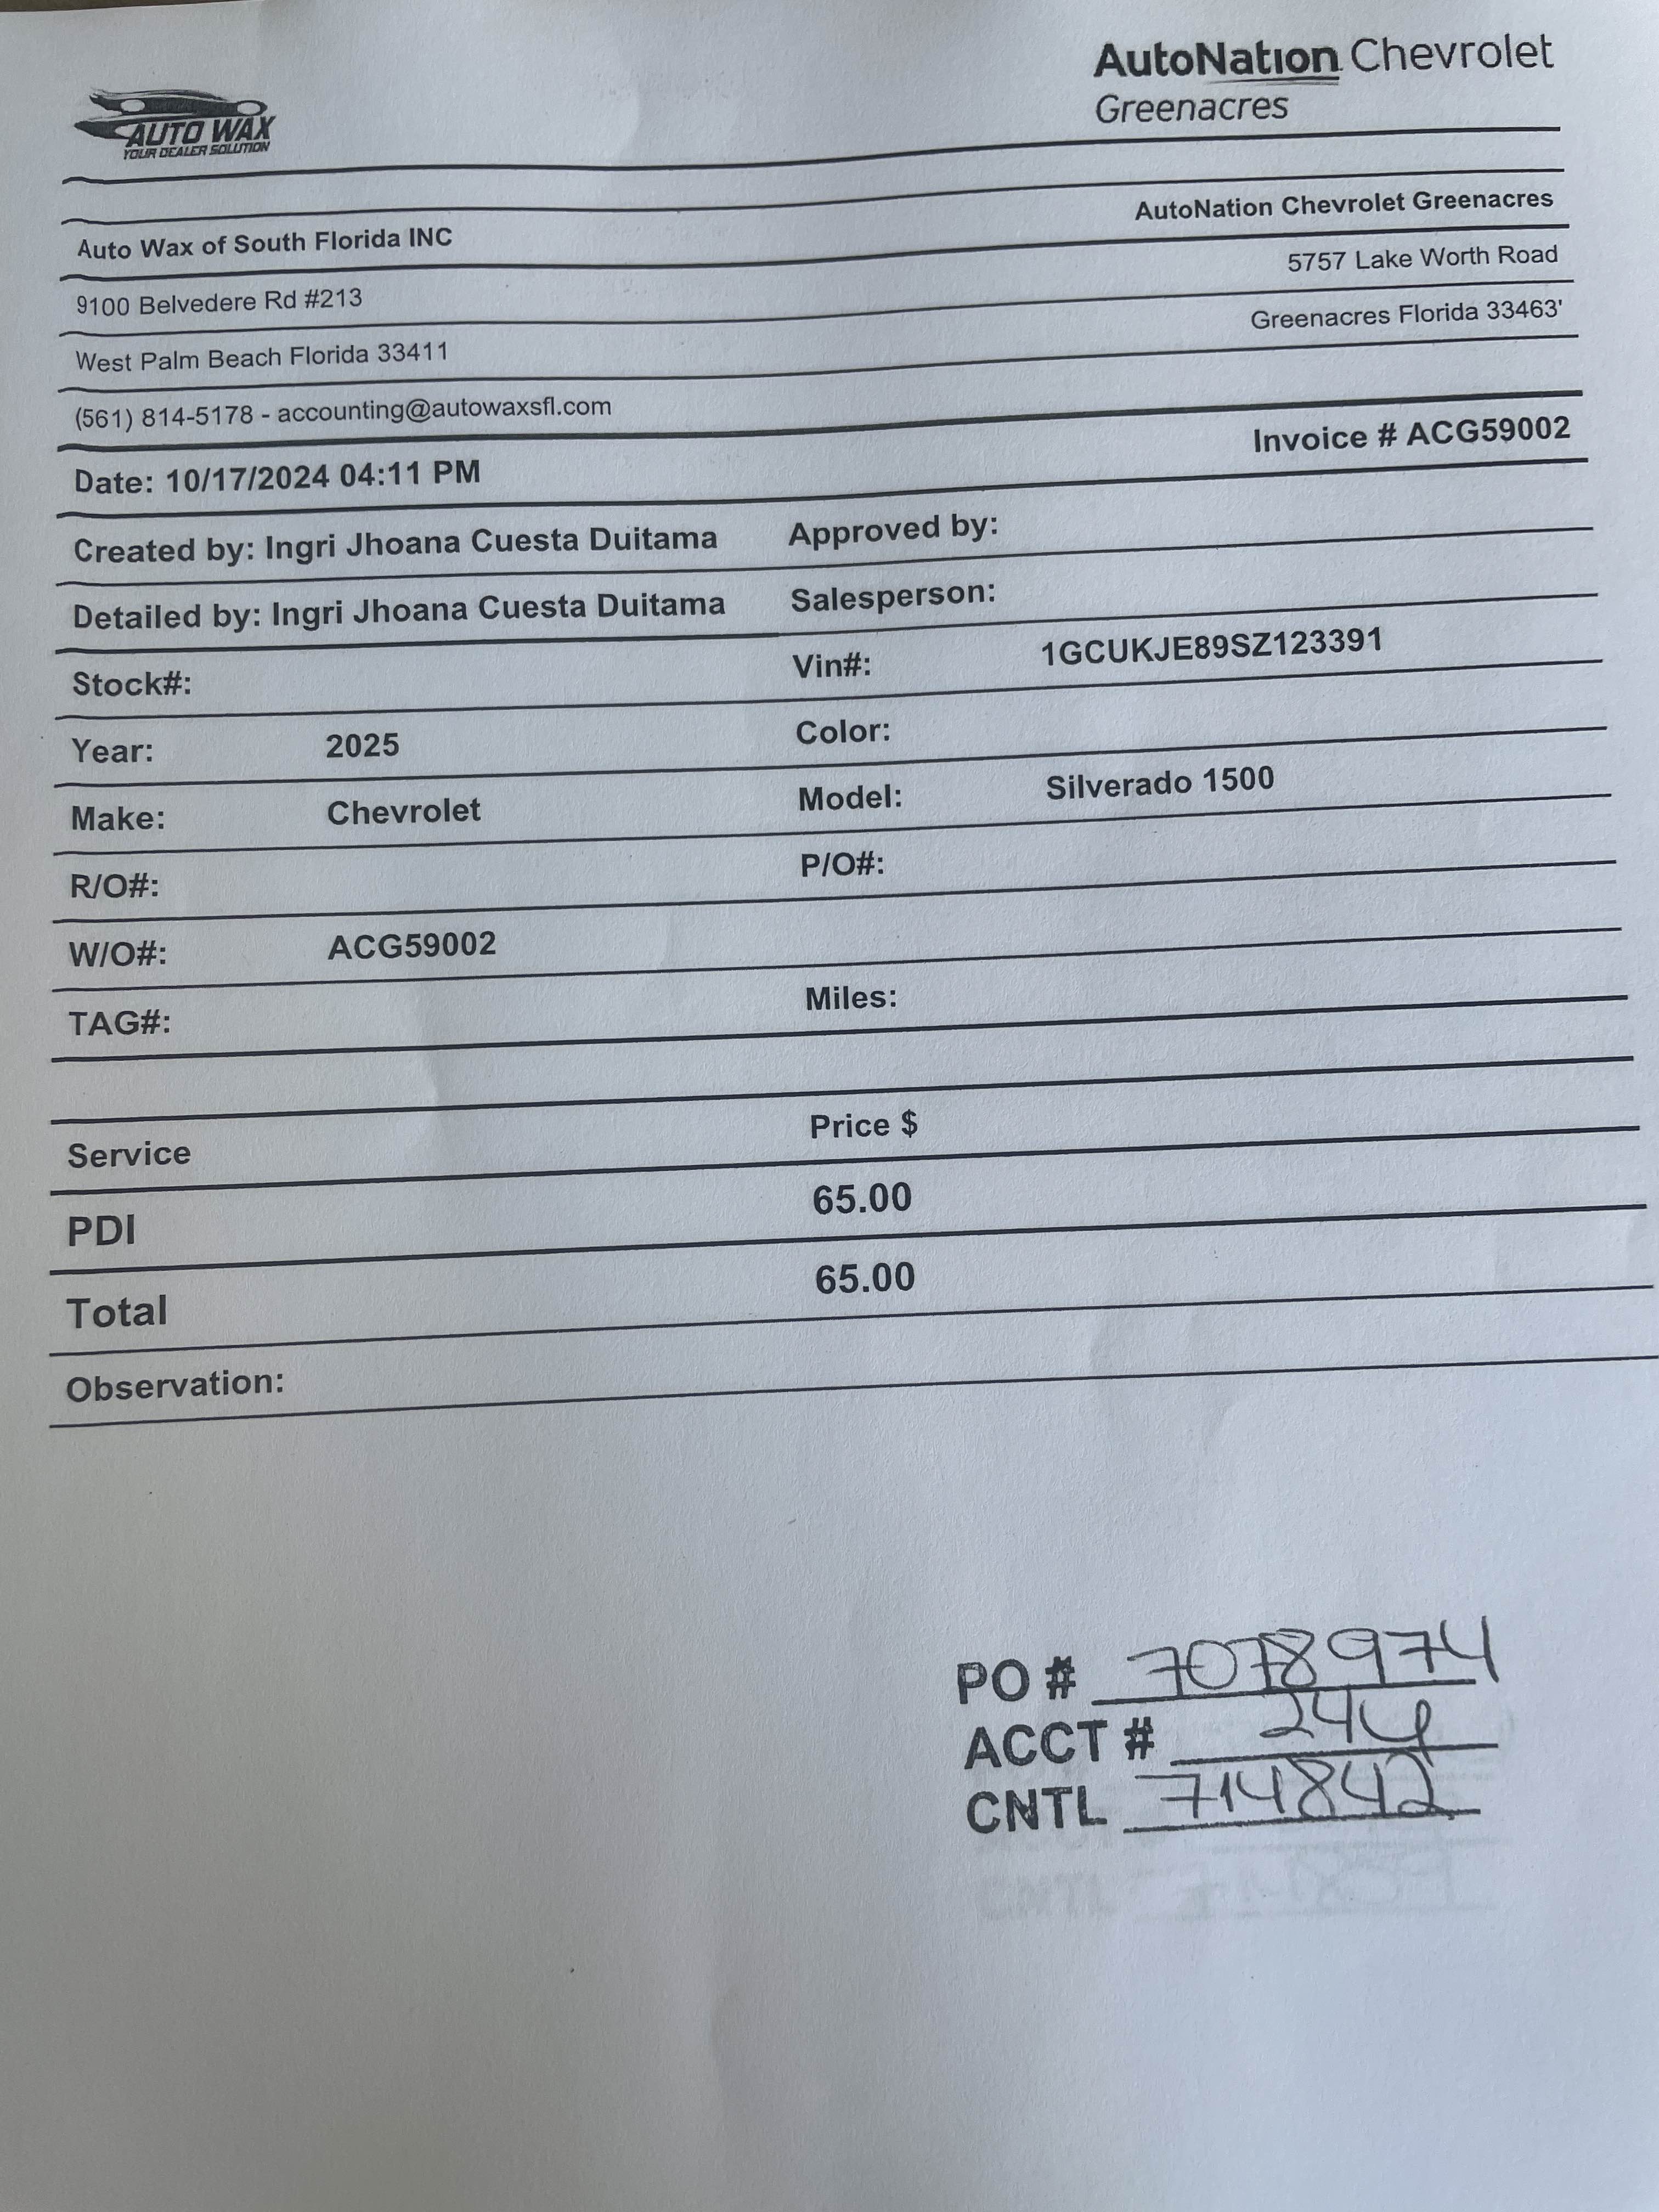 AUTO WAX
YOUR DEALER SOLUTION
AutoNation Chevrolet
Greenacres
Auto Wax of South Florida INC
AutoNation Chevrolet Greenacres
9100 Belvedere Rd #213
5757 Lake Worth Road
West Palm Beach Florida 33411
Greenacres Florida 33463'
(561) 814-5178 - accounting@autowaxsfl.com
Date: 10/17/2024 04:11 PM
Invoice # ACG59002
Created by: Ingri Jhoana Cuesta Duitama Approved by:
Detailed by: Ingri Jhoana Cuesta Duitama Salesperson:
Stock#: Vin#: 1GCUKJE89SZ123391
Year: 2025 Color:
Make: Chevrolet Model: Silverado 1500
R/O#: P/O#:
W/O#: ACG59002
TAG#: Miles:
Service Price $
PDI 65.00
Total 65.00
Observation:
PO # 7078974
ACCT #
CNTL 714842